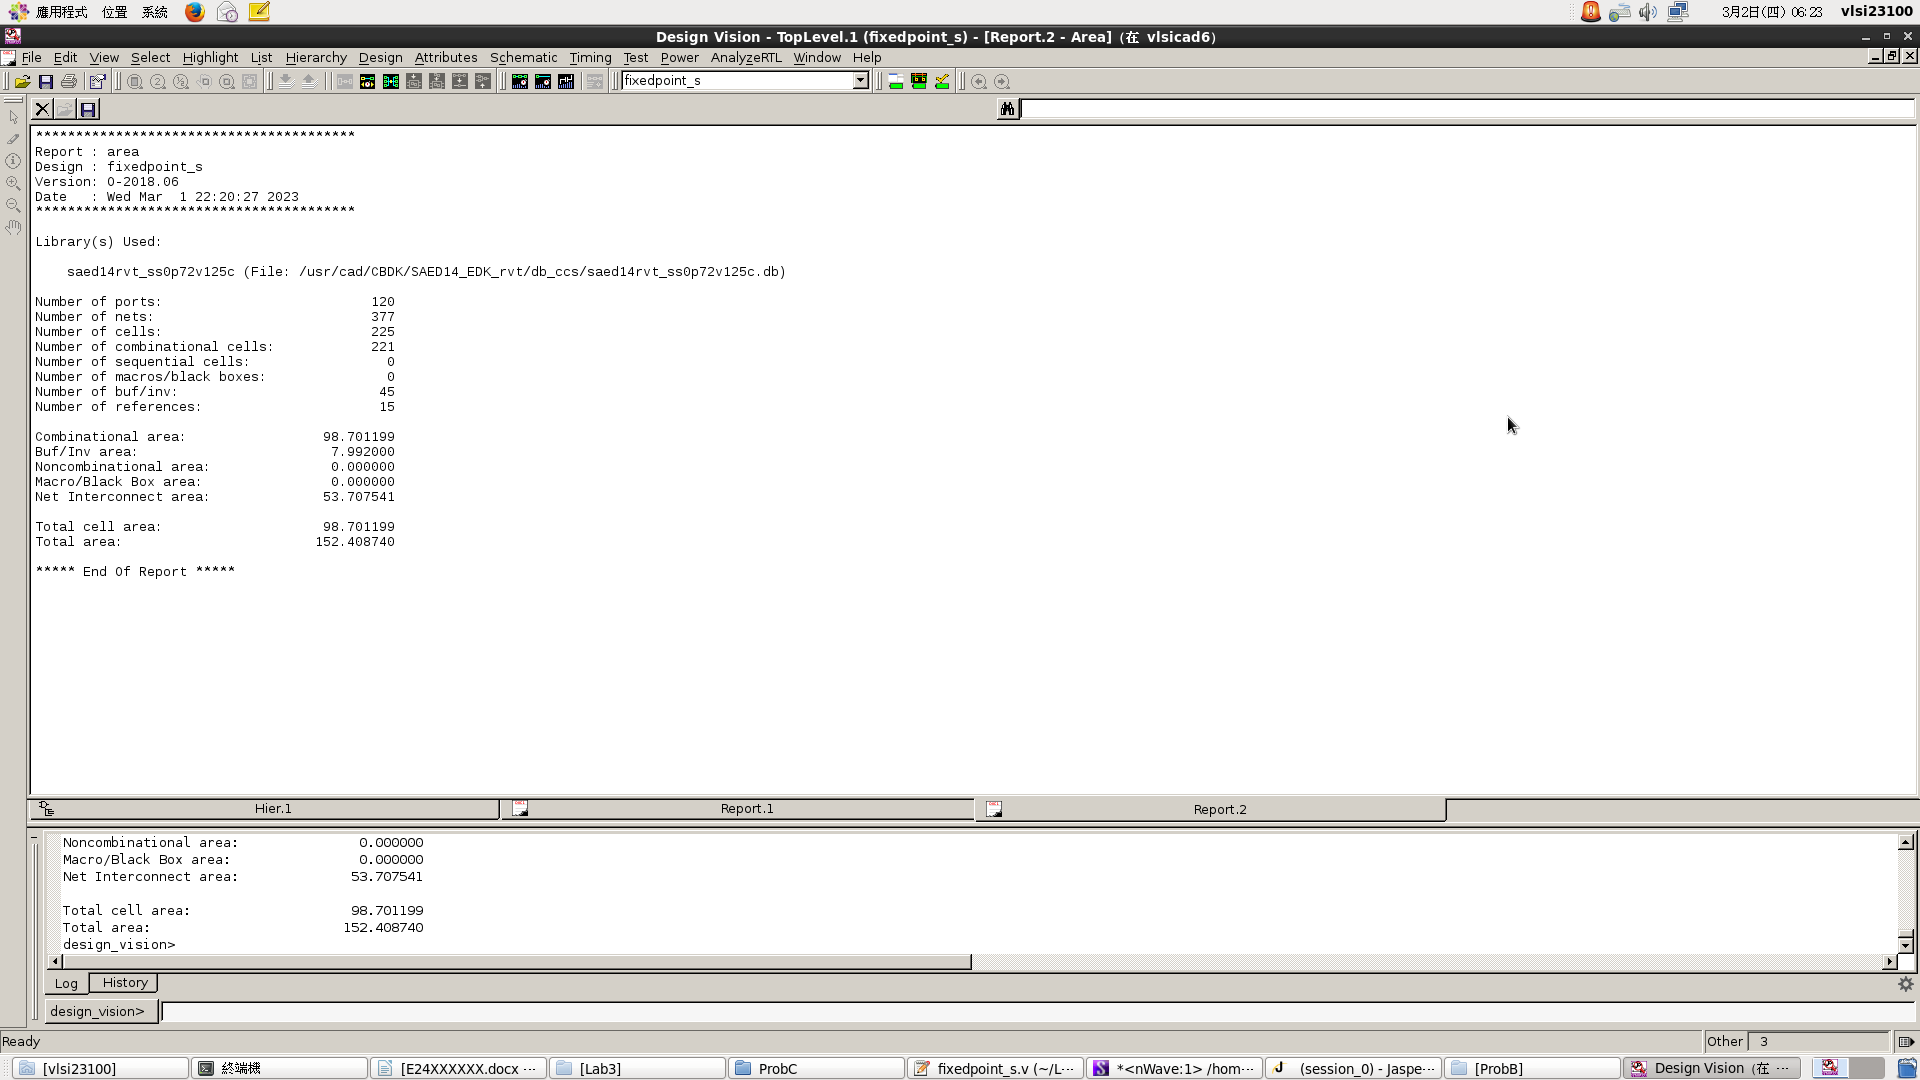 應用程式 位置 系統 3月2日(四) 06:23 vlsi23100
Design Vision - TopLevel.1 (fixedpoint_s) - [Report.2 - Area] (在 vlsicad6)
File Edit View Select Highlight List Hierarchy Design Attributes Schematic Timing Test Power AnalyzeRTL Window Help
fixedpoint_s
****************************************
Report : area
Design : fixedpoint_s
Version: O-2018.06
Date   : Wed Mar  1 22:20:27 2023
****************************************
Library(s) Used:
saed14rvt_ss0p72v125c (File: /usr/cad/CBDK/SAED14_EDK_rvt/db_ccs/saed14rvt_ss0p72v125c.db)
Number of ports: 120
Number of nets: 377
Number of cells: 225
Number of combinational cells: 221
Number of sequential cells: 0
Number of macros/black boxes: 0
Number of buf/inv: 45
Number of references: 15
Combinational area: 98.701199
Buf/Inv area: 7.992000
Noncombinational area: 0.000000
Macro/Black Box area: 0.000000
Net Interconnect area: 53.707541
Total cell area: 98.701199
Total area: 152.408740
***** End Of Report *****
Hier.1 Report.1 Report.2
Noncombinational area: 0.000000
Macro/Black Box area: 0.000000
Net Interconnect area: 53.707541
Total cell area: 98.701199
Total area: 152.408740
design_vision>
Log History
design_vision>
Ready Other 3
[vlsi23100] 終端機 [E24XXXXXX.docx ··· [Lab3] ProbC fixedpoint_s.v (~/L··· *<nWave:1> /hom··· (session_0) - Jaspe··· [ProbB] Design Vision (在 ···